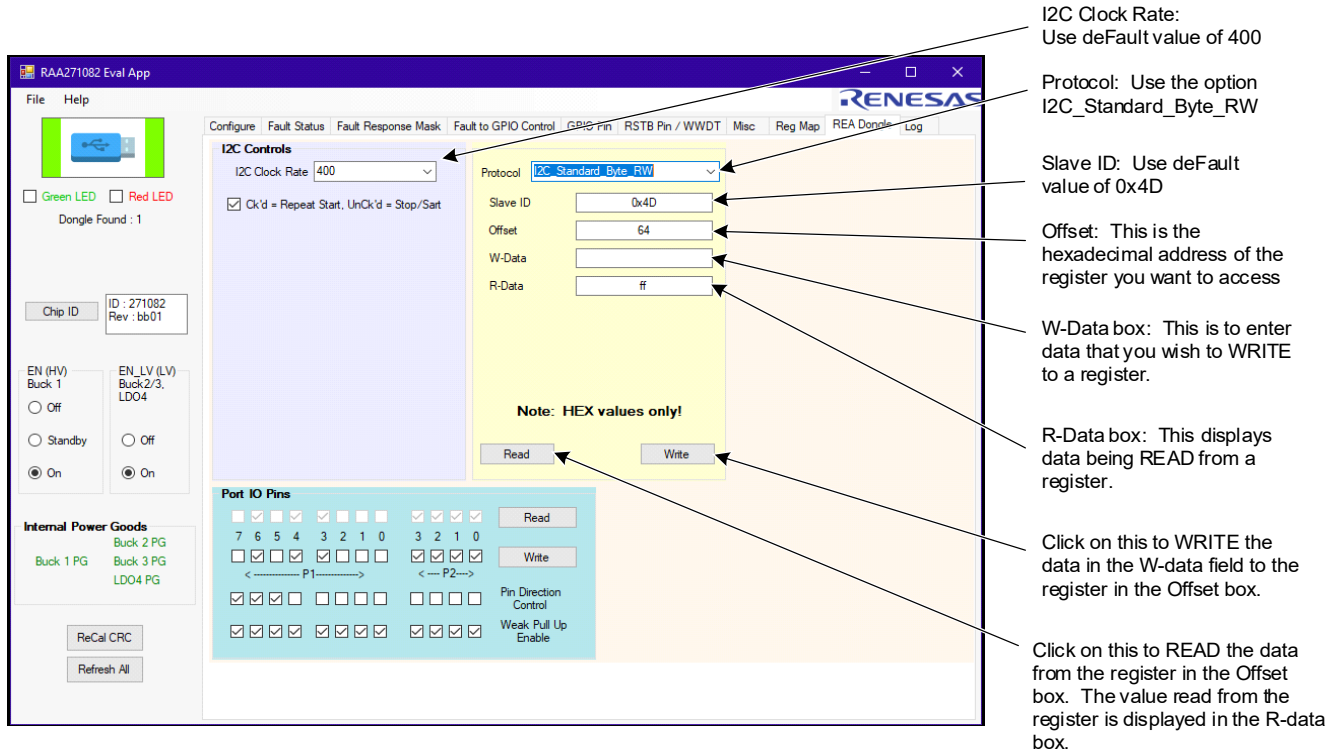 I2C Clock Rate:
Use deFault value of 400
Protocol: Use the option
I2C_Standard_Byte_RW
Slave ID: Use deFault
value of 0x4D
Offset: This is the
hexadecimal address of the
register you want to access
W-Data box: This is to enter
data that you wish to WRITE
to a register.
R-Data box: This displays
data being READ from a
register.
Click on this to WRITE the
data in the W-data field to the
register in the Offset box.
Click on this to READ the data
from the register in the Offset
box. The value read from the
register is displayed in the R-data
box.
RAA271082 Eval App
File Help
RENESAS
Configure Fault Status Fault Response Mask Fault to GPIO Control GPIO Pin RSTB Pin / WWDT Misc Reg Map REA Dongle Log
Green LED Red LED
Dongle Found : 1
Chip ID
ID : 271082
Rev : bb01
EN (HV)
Buck 1
Off
Standby
On
EN_LV (LV)
Buck2/3,
LDO4
Off
On
Internal Power Goods
Buck 1 PG
Buck 2 PG
Buck 3 PG
LDO4 PG
ReCal CRC
Refresh All
I2C Controls
I2C Clock Rate 400
Ck'd = Repeat Start, UnCk'd = Stop/Sart
Protocol I2C_Standard_Byte_RW
Slave ID 0x4D
Offset 64
W-Data
R-Data ff
Note: HEX values only!
Read Write
Port IO Pins
Read
7 6 5 4 3 2 1 0 3 2 1 0
Write
< --------------- P1--------------> < ---- P2---->
Pin Direction
Control
Weak Pull Up
Enable